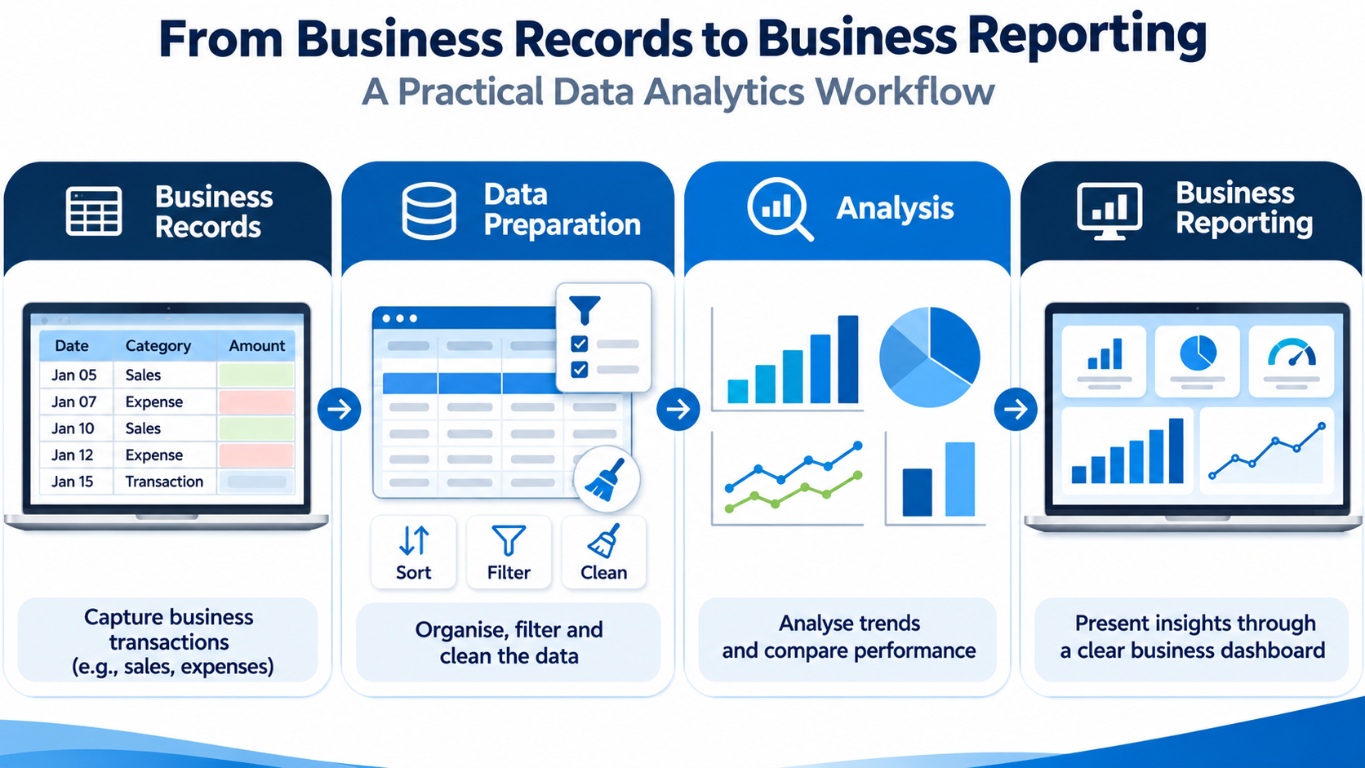 From Business Records to Business Reporting
A Practical Data Analytics Workflow
Business
Records
Date Category Amount
Jan 05 Sales
Jan 07 Expense
Jan 10 Sales
Jan 12 Expense
Jan 15 Transaction
Capture business
transactions
(e.g., sales, expenses)
Data
Preparation
Sort Filter Clean
Organise, filter and
clean the data
Analysis
Analyse trends
and compare performance
Business
Reporting
Present insights through
a clear business dashboard